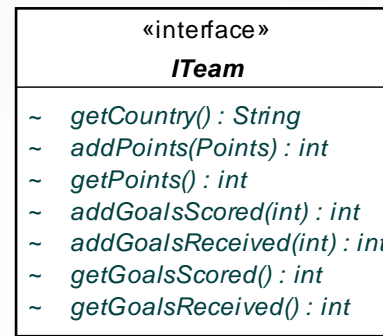 «interface»
ITeam
~ getCountry() : String
~ addPoints(Points) : int
~ getPoints() : int
~ addGoalsScored(int) : int
~ addGoalsReceived(int) : int
~ getGoalsScored() : int
~ getGoalsReceived() : int